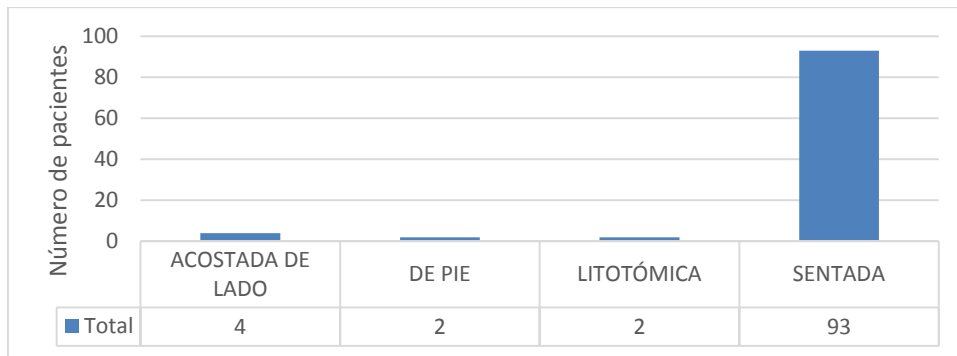 Número de pacientes
100
80
60
40
20
0
ACOSTADA DE LADO
DE PIE
LITOTÓMICA
SENTADA
Total 4 2 2 93